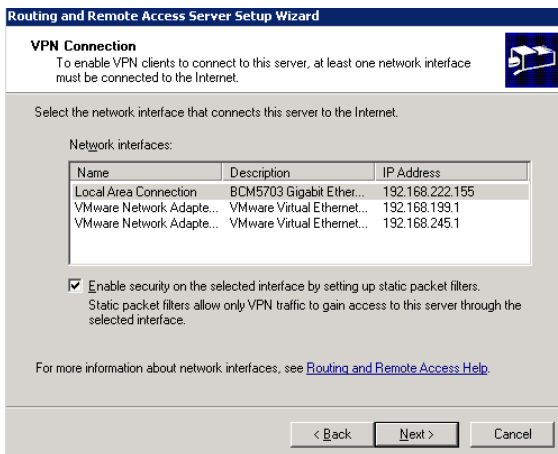 Routing and Remote Access Server Setup Wizard
VPN Connection
To enable VPN clients to connect to this server, at least one network interface
must be connected to the Internet.
Select the network interface that connects this server to the Internet.
Network interfaces:
Name Description IP Address
Local Area Connection BCM5703 Gigabit Ether... 192.168.222.155
VMware Network Adapte... VMware Virtual Ethernet... 192.168.199.1
VMware Network Adapte... VMware Virtual Ethernet... 192.168.245.1
Enable security on the selected interface by setting up static packet filters.
Static packet filters allow only VPN traffic to gain access to this server through the
selected interface.
For more information about network interfaces, see Routing and Remote Access Help.
< Back Next > Cancel